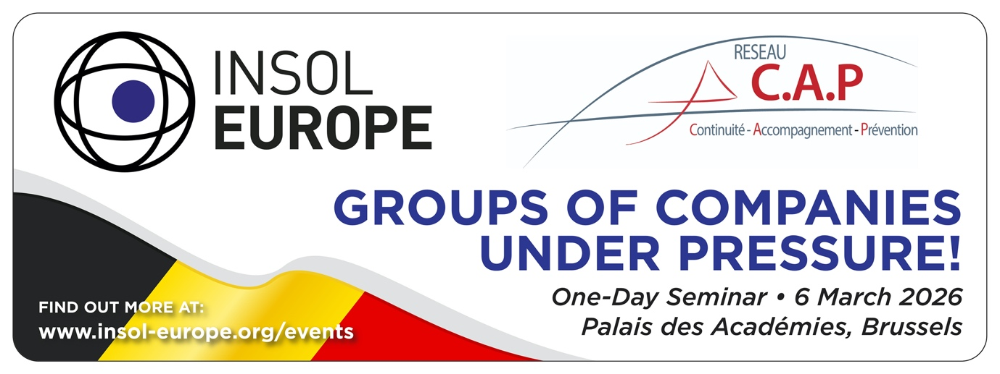 INSOL
EUROPE
RESEAU
C.A.P
Continuité - Accompagnement - Prévention
GROUPS OF COMPANIES
UNDER PRESSURE!
One-Day Seminar • 6 March 2026
Palais des Académies, Brussels
FIND OUT MORE AT:
www.insol-europe.org/events